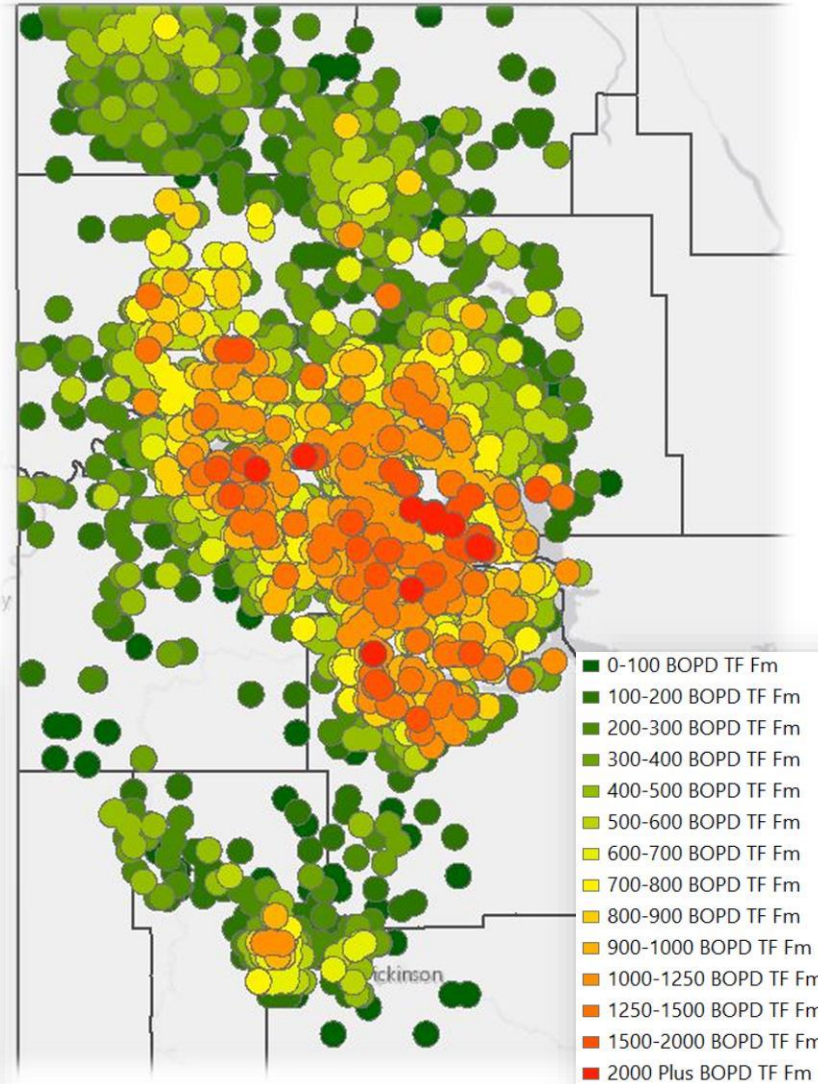 y
ickinson
0-100 BOPD TF Fm
100-200 BOPD TF Fm
200-300 BOPD TF Fm
300-400 BOPD TF Fm
400-500 BOPD TF Fm
500-600 BOPD TF Fm
600-700 BOPD TF Fm
700-800 BOPD TF Fm
800-900 BOPD TF Fm
900-1000 BOPD TF Fm
1000-1250 BOPD TF Fm
1250-1500 BOPD TF Fm
1500-2000 BOPD TF Fm
2000 Plus BOPD TF Fm